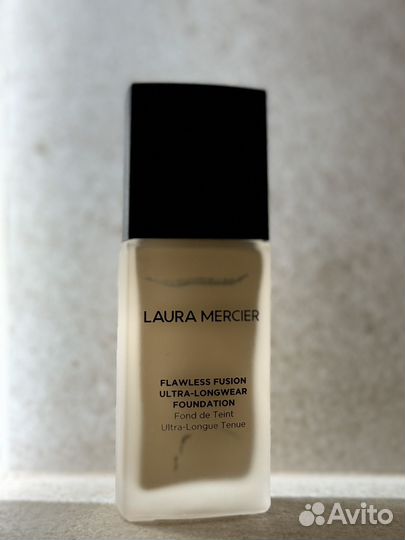 LAURA MERCIER
FLAWLESS FUSION
ULTRA-LONGWEAR
FOUNDATION
Fond de Teint
Ultra-Longue Tenue
Avito